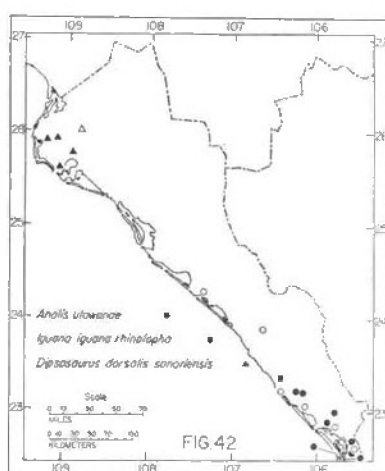 109 108 107 106
27
26
25
Anolis utowanae
24
Iguana iguana rhinolopha
Dipsosaurus dorsalis sonoriensis
Scale
MILES
23
KILOMETERS
FIG.42
109 108 107 106